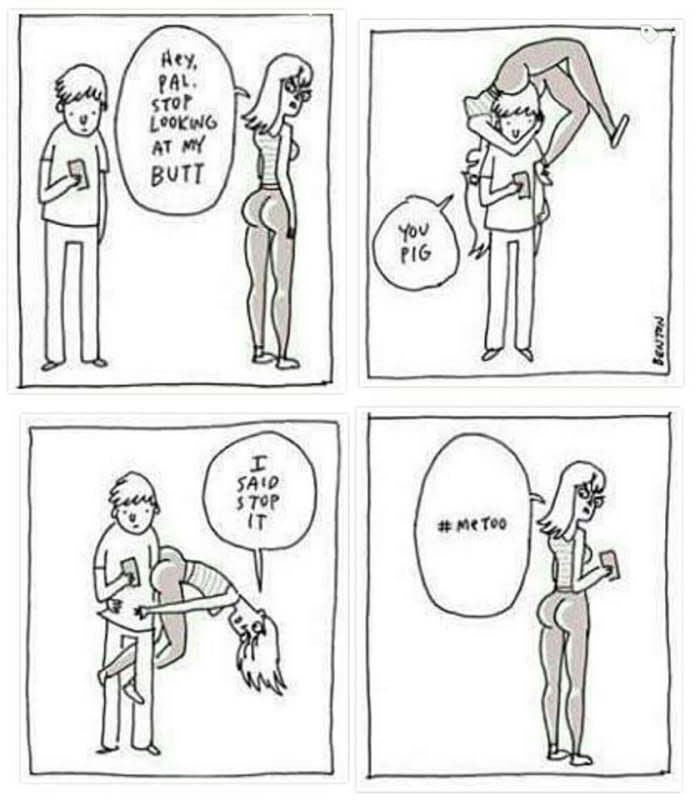 Hey,
PAL.
STOP
LOOKING
AT MY
BUTT
YOU
PIG
BENTON
I
SAID
STOP
IT
#MeTOO